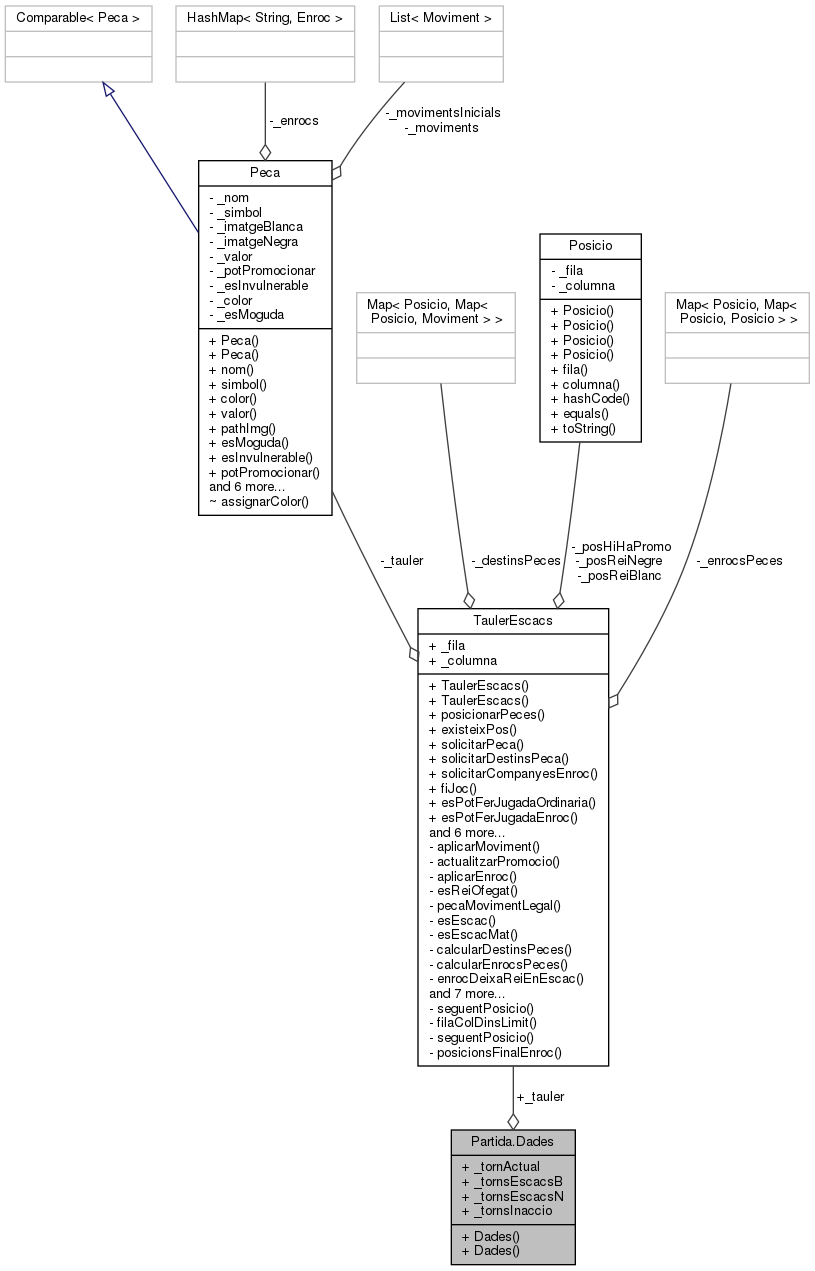 Comparable< Peca >
HashMap< String, Enroc >
List< Moviment >
-_enrocs
-_movimentsInicials
-_moviments
Peca
- _nom
- _simbol
- _imatgeBlanca
- _imatgeNegra
- _valor
- _potPromocionar
- _esInvulnerable
- _color
- _esMoguda
+ Peca()
+ Peca()
+ nom()
+ simbol()
+ color()
+ valor()
+ pathImg()
+ esMoguda()
+ esInvulnerable()
+ potPromocionar()
and 6 more...
~ assignarColor()
Map< Posicio, Map<
Posicio, Moviment > >
Posicio
- _fila
- _columna
+ Posicio()
+ Posicio()
+ Posicio()
+ Posicio()
+ fila()
+ columna()
+ hashCode()
+ equals()
+ toString()
Map< Posicio, Map<
Posicio, Posicio > >
-_tauler
-_destinsPeces
-_posHiHaPromo
-_posReiNegre
-_posReiBlanc
-_enrocsPeces
TaulerEscacs
+ _fila
+ _columna
+ TaulerEscacs()
+ TaulerEscacs()
+ posicionarPeces()
+ existeixPos()
+ solicitarPeca()
+ solicitarDestinsPeca()
+ solicitarCompanyesEnroc()
+ fiJoc()
+ esPotFerJugadaOrdinaria()
+ esPotFerJugadaEnroc()
and 6 more...
- aplicarMoviment()
- actualitzarPromocio()
- aplicarEnroc()
- esReiOfegat()
- pecaMovimentLegal()
- esEscac()
- esEscacMat()
- calcularDestinsPeces()
- calcularEnrocsPeces()
- enrocDeixaReiEnEscac()
and 7 more...
- seguentPosicio()
- filaColDinsLimit()
- seguentPosicio()
- posicionsFinalEnroc()
+_tauler
Partida.Dades
+ _tornActual
+ _tornsEscacsB
+ _tornsEscacsN
+ _tornsInaccio
+ Dades()
+ Dades()